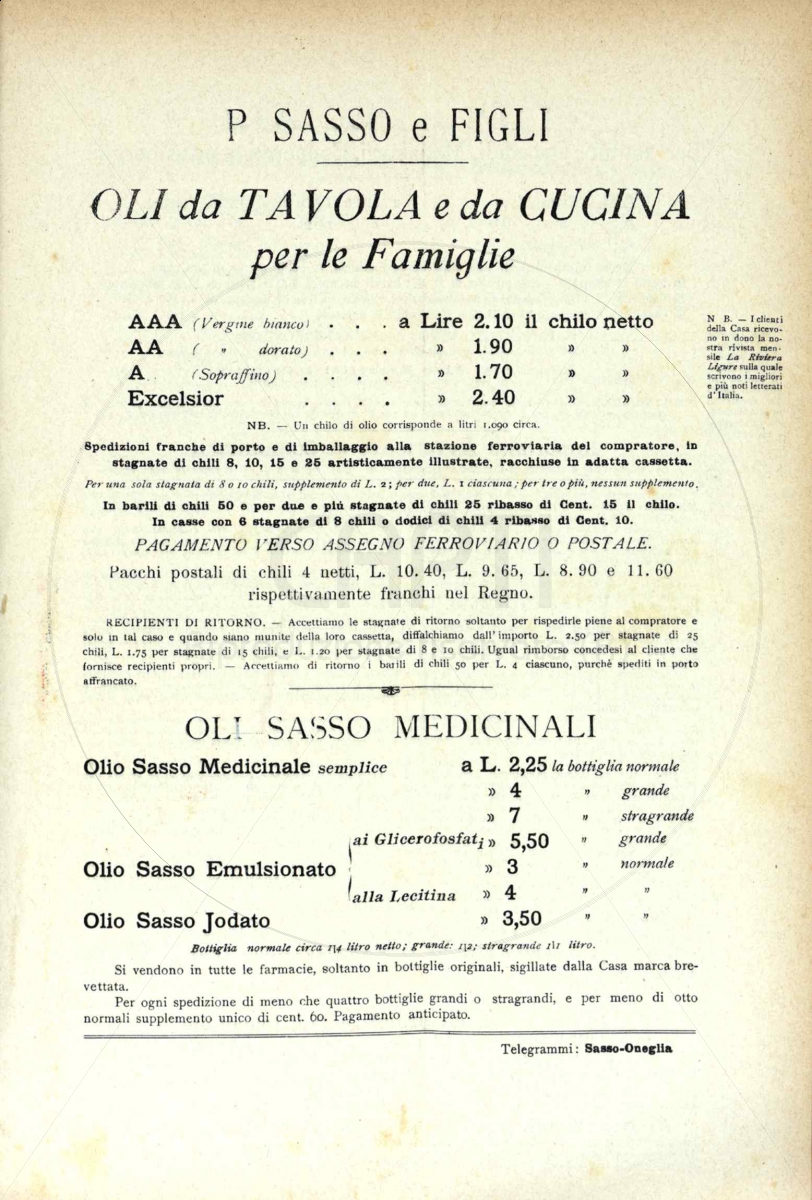 P SASSO e FIGLI
OLI da TAVOLA e da CUCINA
per le Famiglie
AAA (Vergine bianco) . . . a Lire 2.10 il chilo netto
AA ( " dorato) . . . » 1.90 » »
A . (Sopraffino) . . . . » 1.70 » »
Excelsior . . . . » 2.40 » »
N B. — I clienti
della Casa ricevo-
no in dono la no-
stra rivista men-
sile La Riviera
Ligure sulla quale
scrivono i migliori
e più noti letterati
d'Italia.
NB. — Un chilo di olio corrisponde a litri 1.090 circa.
Spedizioni franche di porto e di imballaggio alla stazione ferroviaria del compratore, in
stagnate di chili 8, 10, 15 e 25 artisticamente illustrate, racchiuse in adatta cassetta.
Per una sola stagnata di 8 o 10 chili, supplemento di L. 2; per due, L. 1 ciascuna; per tre o più, nessun supplemento.
In barili di chili 50 e per due e più stagnate di chili 25 ribasso di Cent. 15 il chilo.
In casse con 6 stagnate di 8 chili o dodici di chili 4 ribasso di Cent. 10.
PAGAMENTO VERSO ASSEGNO FERROVIARIO O POSTALE.
Pacchi postali di chili 4 netti, L. 10.40, L. 9.65, L. 8.90 e 11.60
rispettivamente franchi nel Regno.
RECIPIENTI DI RITORNO. — Accettiamo le stagnate di ritorno soltanto per rispedirle piene al compratore e
solo in tal caso e quando siano munite della loro cassetta, diffalchiamo dall'importo L. 2.50 per stagnate di 25
chili, L. 1.75 per stagnate di 15 chili, e L. 1.20 per stagnate di 8 e 10 chili. Ugual rimborso concedesi al cliente che
fornisce recipienti propri. — Accettiamo di ritorno i barili di chili 50 per L. 4 ciascuno, purchè spediti in porto
affrancato.
OLI SASSO MEDICINALI
Olio Sasso Medicinale semplice a L. 2,25 la bottiglia normale
» 4 " grande
» 7 " stragrande
ai Glicerofosfati » 5,50 " grande
Olio Sasso Emulsionato » 3 " normale
alla Lecitina » 4 " "
Olio Sasso Jodato » 3,50 " "
Bottiglia normale circa 1\4 litro netto; grande: 1\2; stragrande 1\1 litro.
Si vendono in tutte le farmacie, soltanto in bottiglie originali, sigillate dalla Casa marca bre-
vettata.
Per ogni spedizione di meno che quattro bottiglie grandi o stragrandi, e per meno di otto
normali supplemento unico di cent. 60. Pagamento anticipato.
Telegrammi: Sasso-Oneglia